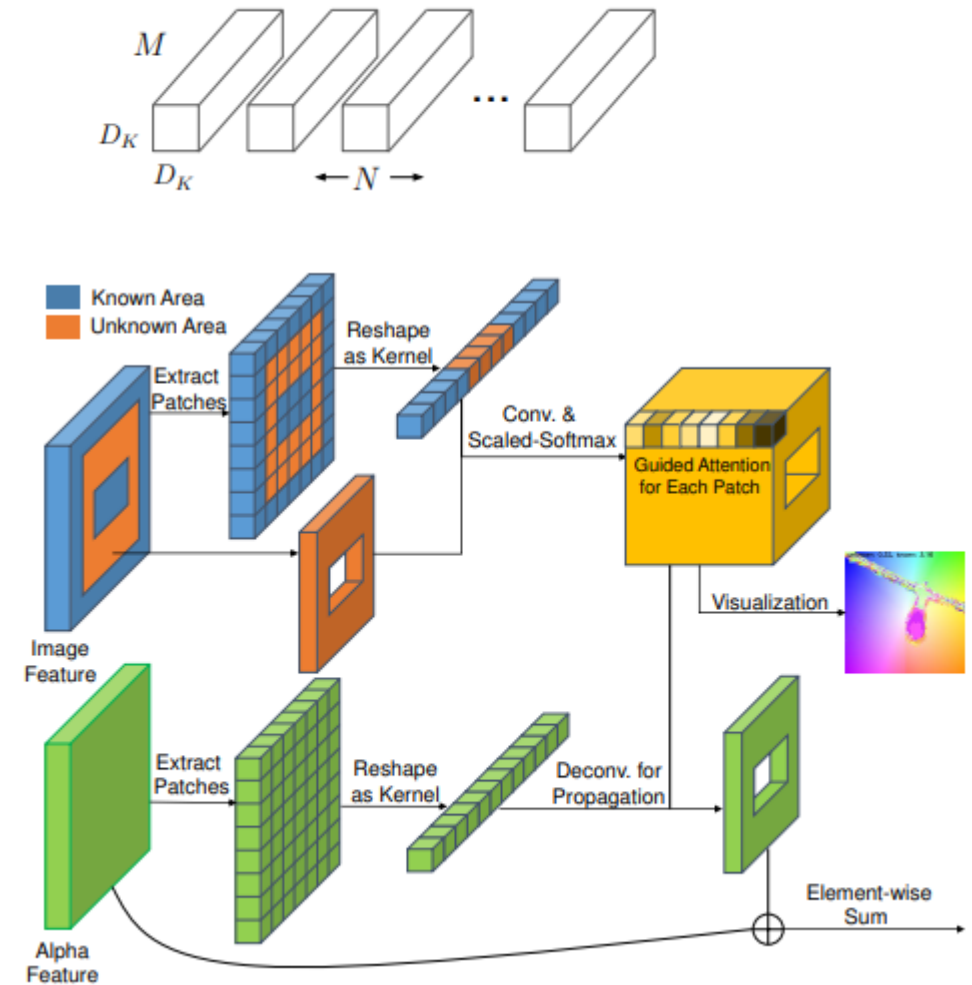 M
D_K
D_K
...
N
Known Area
Unknown Area
Reshape
as Kernel
Extract
Patches
Conv. &
Scaled-Softmax
Guided Attention
for Each Patch
Visualization
Image
Feature
Extract
Patches
Reshape
as Kernel
Deconv. for
Propagation
Element-wise
Sum
Alpha
Feature